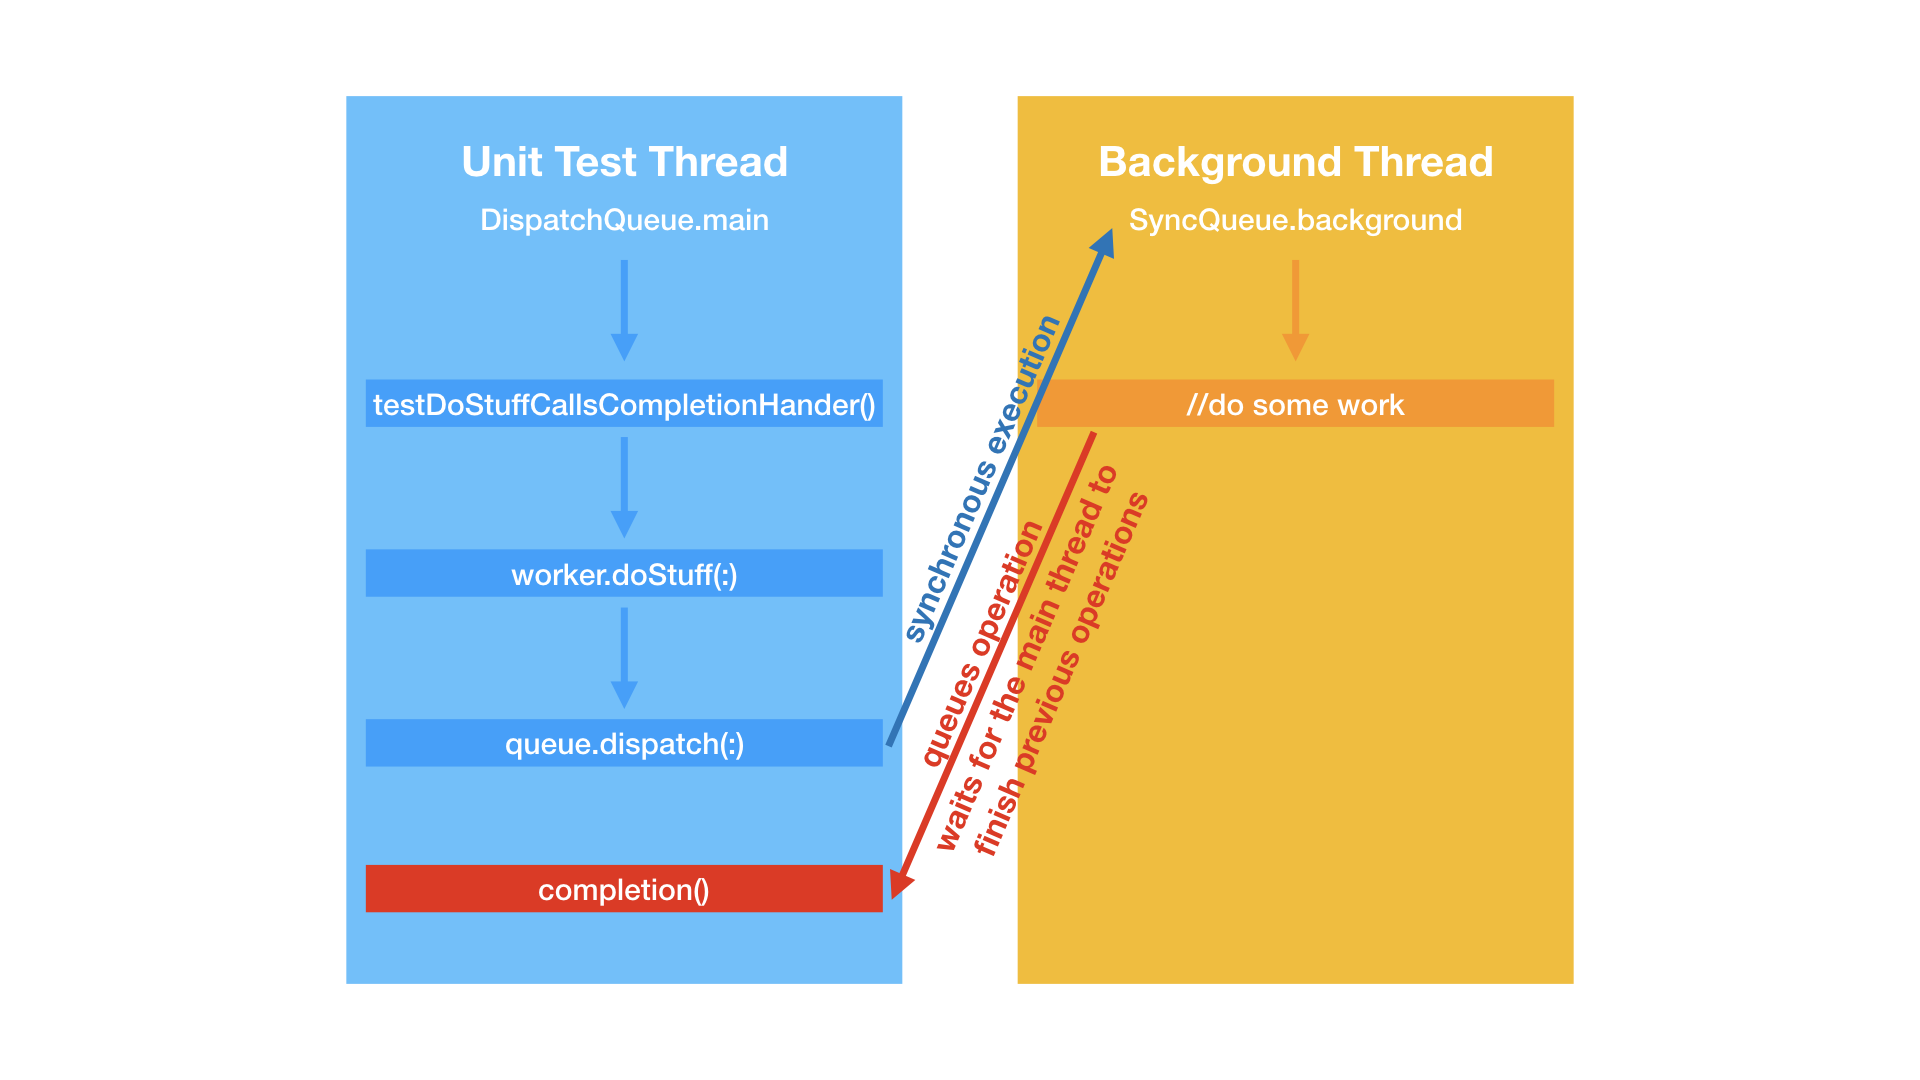 Unit Test Thread
DispatchQueue.main
testDoStuffCallsCompletionHander()
worker.doStuff(:)
queue.dispatch(:)
completion()
synchronous execution
queues operation
waits for the main thread to
finish previous operations
Background Thread
SyncQueue.background
//do some work